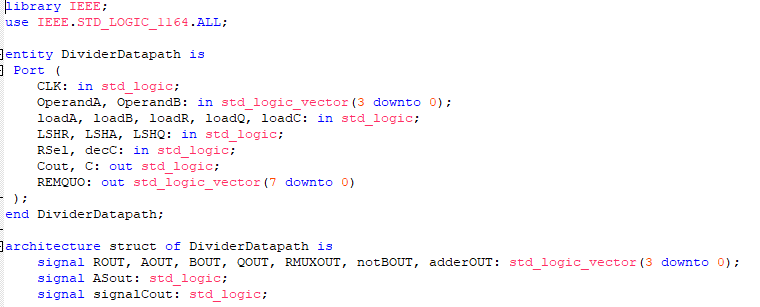 library IEEE;
use IEEE.STD_LOGIC_1164.ALL;
entity DividerDatapath is
Port (
CLK: in std_logic;
OperandA, OperandB: in std_logic_vector(3 downto 0);
loadA, loadB, loadR, loadQ, loadC: in std_logic;
LSHR, LSHA, LSHQ: in std_logic;
RSel, decC: in std_logic;
Cout, C: out std_logic;
REMQUO: out std_logic_vector(7 downto 0)
);
end DividerDatapath;
architecture struct of DividerDatapath is
signal ROUT, AOUT, BOUT, QOUT, RMUXOUT, notBOUT, adderOUT: std_logic_vector(3 downto 0);
signal ASout: std_logic;
signal signalCout: std_logic;